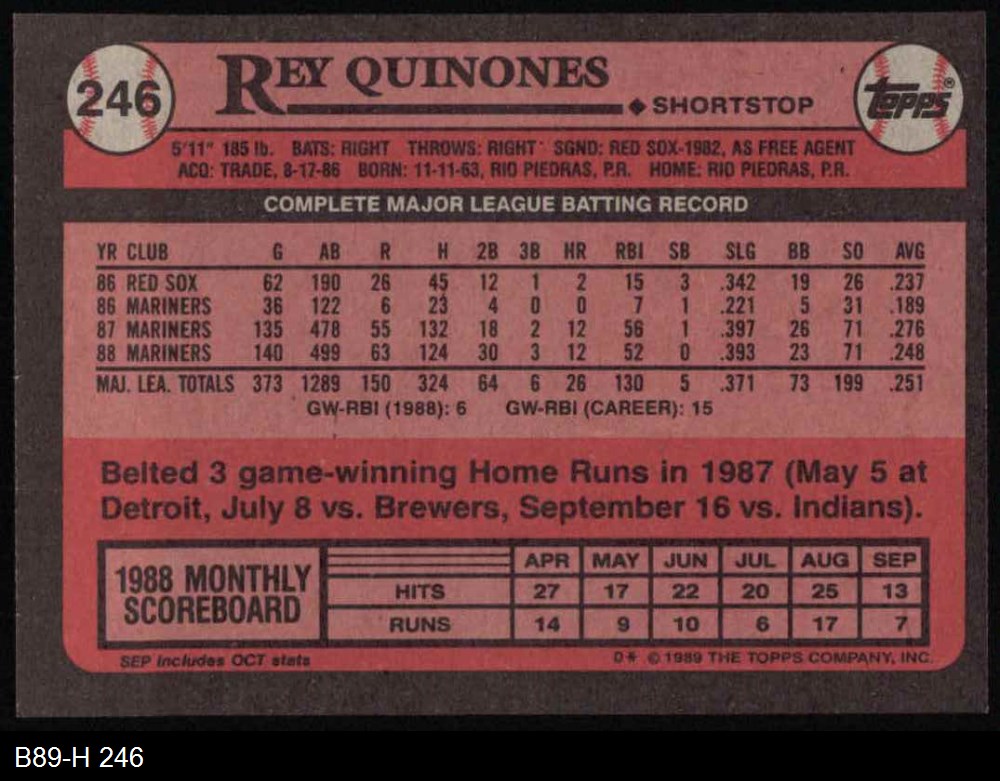 246
REY QUINONES
◆ SHORTSTOP
topps®
5'11" 185 lb. BATS: RIGHT THROWS: RIGHT SGND: RED SOX-1982, AS FREE AGENT
ACQ: TRADE, 8-17-86 BORN: 11-11-63, RIO PIEDRAS, P.R. HOME: RIO PIEDRAS, P.R.
COMPLETE MAJOR LEAGUE BATTING RECORD
YR CLUB G AB R H 2B 3B HR RBI SB SLG BB SO AVG
86 RED SOX 62 190 26 45 12 1 2 15 3 .342 19 26 .237
86 MARINERS 36 122 6 23 4 0 0 7 1 .221 5 31 .189
87 MARINERS 135 478 55 132 18 2 12 56 1 .397 26 71 .276
88 MARINERS 140 499 63 124 30 3 12 52 0 .393 23 71 .248
MAJ. LEA. TOTALS 373 1289 150 324 64 6 26 130 5 .371 73 199 .251
GW-RBI (1988): 6 GW-RBI (CAREER): 15
Belted 3 game-winning Home Runs in 1987 (May 5 at
Detroit, July 8 vs. Brewers, September 16 vs. Indians).
1988 MONTHLY
SCOREBOARD
APR MAY JUN JUL AUG SEP
HITS 27 17 22 20 25 13
RUNS 14 9 10 6 17 7
SEP includes OCT stats
D* © 1989 THE TOPPS COMPANY, INC.
B89-H 246